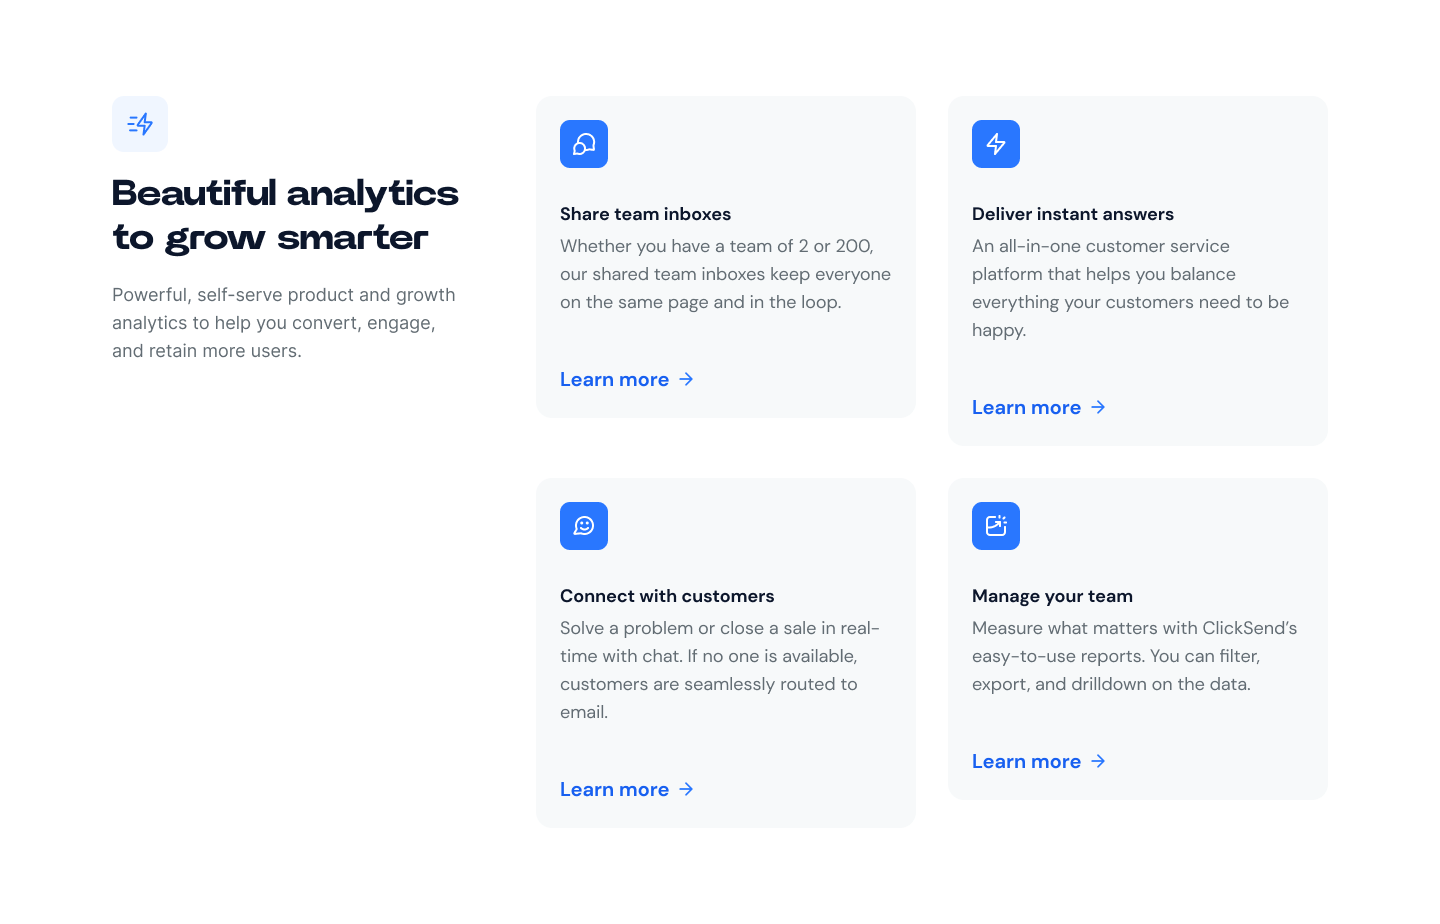 Beautiful analytics
to grow smarter
Powerful, self-serve product and growth
analytics to help you convert, engage,
and retain more users.
Share team inboxes
Whether you have a team of 2 or 200,
our shared team inboxes keep everyone
on the same page and in the loop.
Learn more
Deliver instant answers
An all-in-one customer service
platform that helps you balance
everything your customers need to be
happy.
Learn more
Connect with customers
Solve a problem or close a sale in real-
time with chat. If no one is available,
customers are seamlessly routed to
email.
Learn more
Manage your team
Measure what matters with ClickSend’s
easy-to-use reports. You can filter,
export, and drilldown on the data.
Learn more